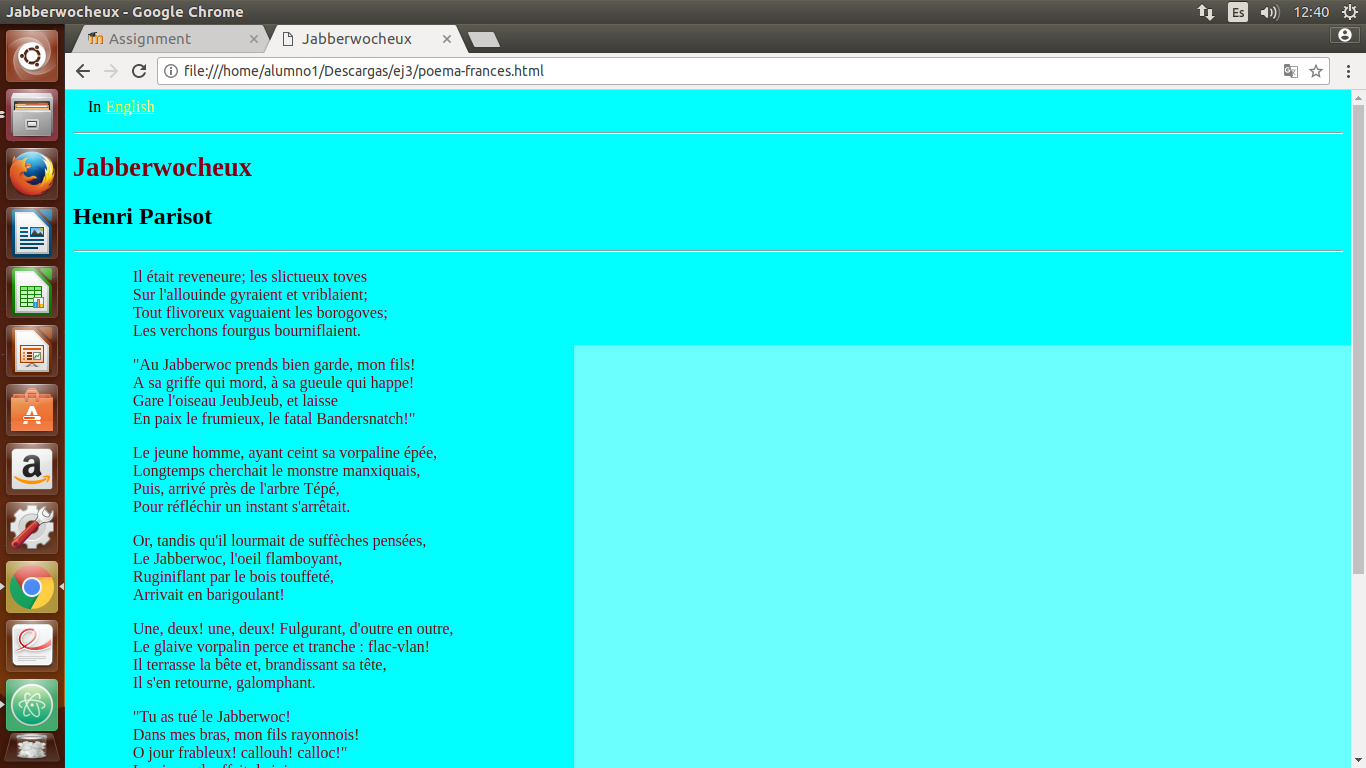 Jabberwocheux - Google Chrome
Es
12:40
Assignment
Jabberwocheux
file:///home/alumno1/Descargas/ej3/poema-frances.html
In English
Jabberwocheux
Henri Parisot
Il était reveneure; les slictueux toves
Sur l'allouinde gyraient et vriblaient;
Tout flivoreux vaguaient les borogoves;
Les verchons fourgus bourniflaient.
"Au Jabberwoc prends bien garde, mon fils!
A sa griffe qui mord, à sa gueule qui happe!
Gare l'oiseau JeubJeub, et laisse
En paix le frumieux, le fatal Bandersnatch!"
Le jeune homme, ayant ceint sa vorpaline épée,
Longtemps cherchait le monstre manxiquais,
Puis, arrivé près de l'arbre Tépé,
Pour réfléchir un instant s'arrêtait.
Or, tandis qu'il lourmait de suffèches pensées,
Le Jabberwoc, l'oeil flamboyant,
Ruginiflant par le bois touffeté,
Arrivait en barigoulant!
Une, deux! une, deux! Fulgurant, d'outre en outre,
Le glaive vorpalin perce et tranche : flac-vlan!
Il terrasse la bête et, brandissant sa tête,
Il s'en retourne, galomphant.
"Tu as tué le Jabberwoc!
Dans mes bras, mon fils rayonnois!
O jour frableux! callouh! calloc!"